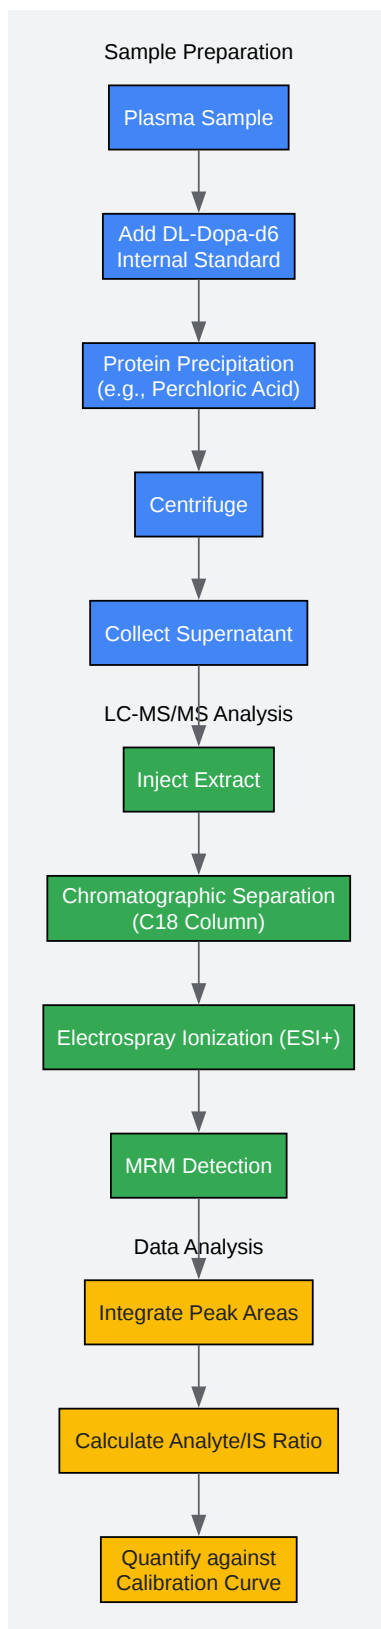 Sample Preparation
Plasma Sample
Add DL-Dopa-d6
Internal Standard
Protein Precipitation
(e.g., Perchloric Acid)
Centrifuge
Collect Supernatant
LC-MS/MS Analysis
Inject Extract
Chromatographic Separation
(C18 Column)
Electrospray Ionization (ESI+)
MRM Detection
Data Analysis
Integrate Peak Areas
Calculate Analyte/IS Ratio
Quantify against
Calibration Curve